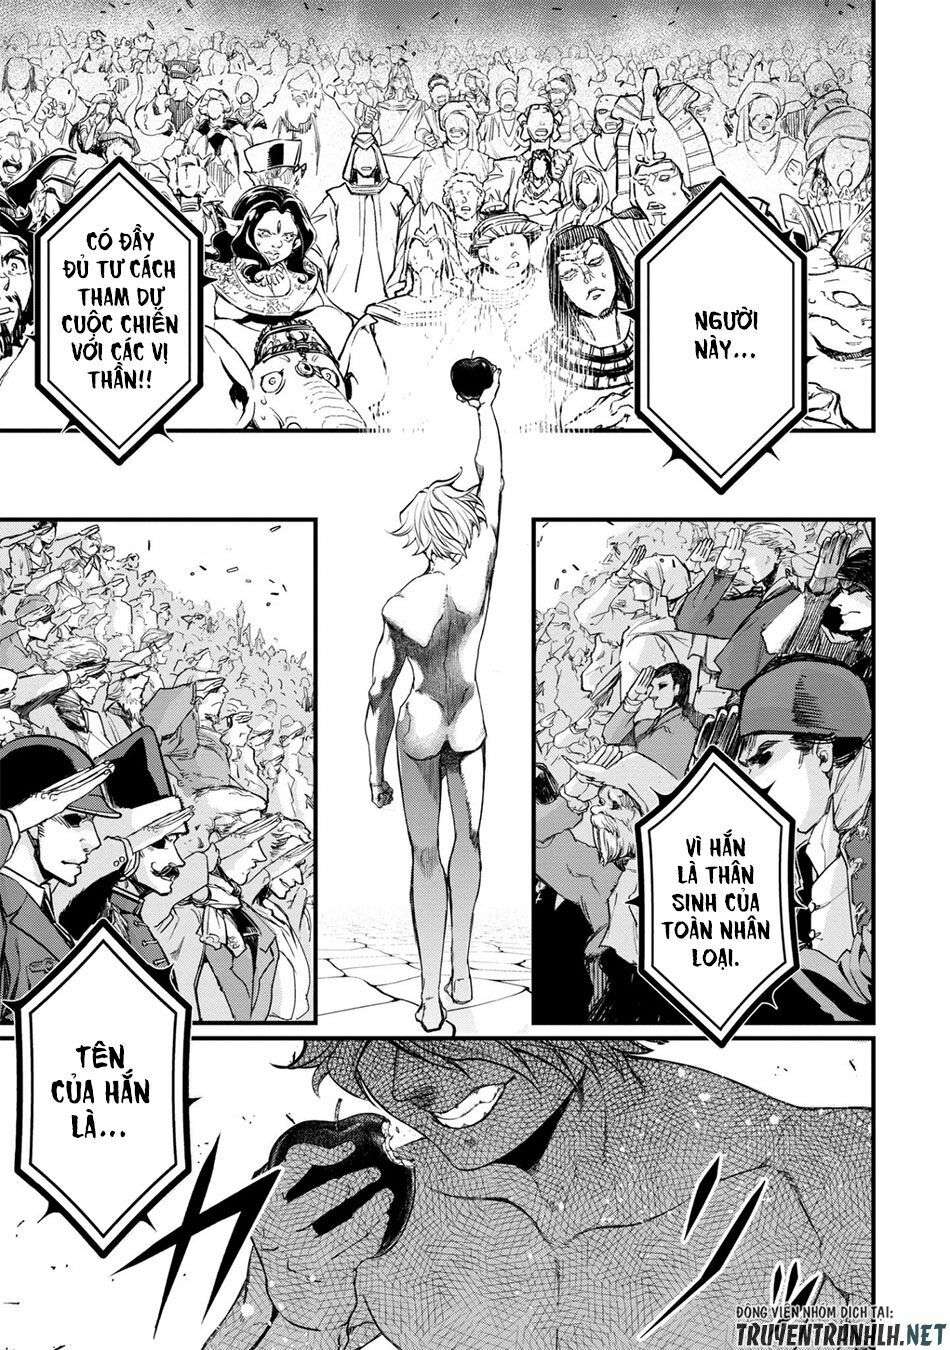 NGƯỜI
NÀY...
CÓ ĐẦY
ĐỦ TƯ CÁCH
THAM DỰ
CUỘC CHIẾN
VỚI CÁC VỊ
THẦN!!
VÌ HẮN
LÀ THÂN
SINH CỦA
TOÀN NHÂN
LOẠI.
TÊN
CỦA HẮN
LÀ...
ĐỘNG VIÊN NHÓM DỊCH TẠI:
TRUYENTRANHLH.NET